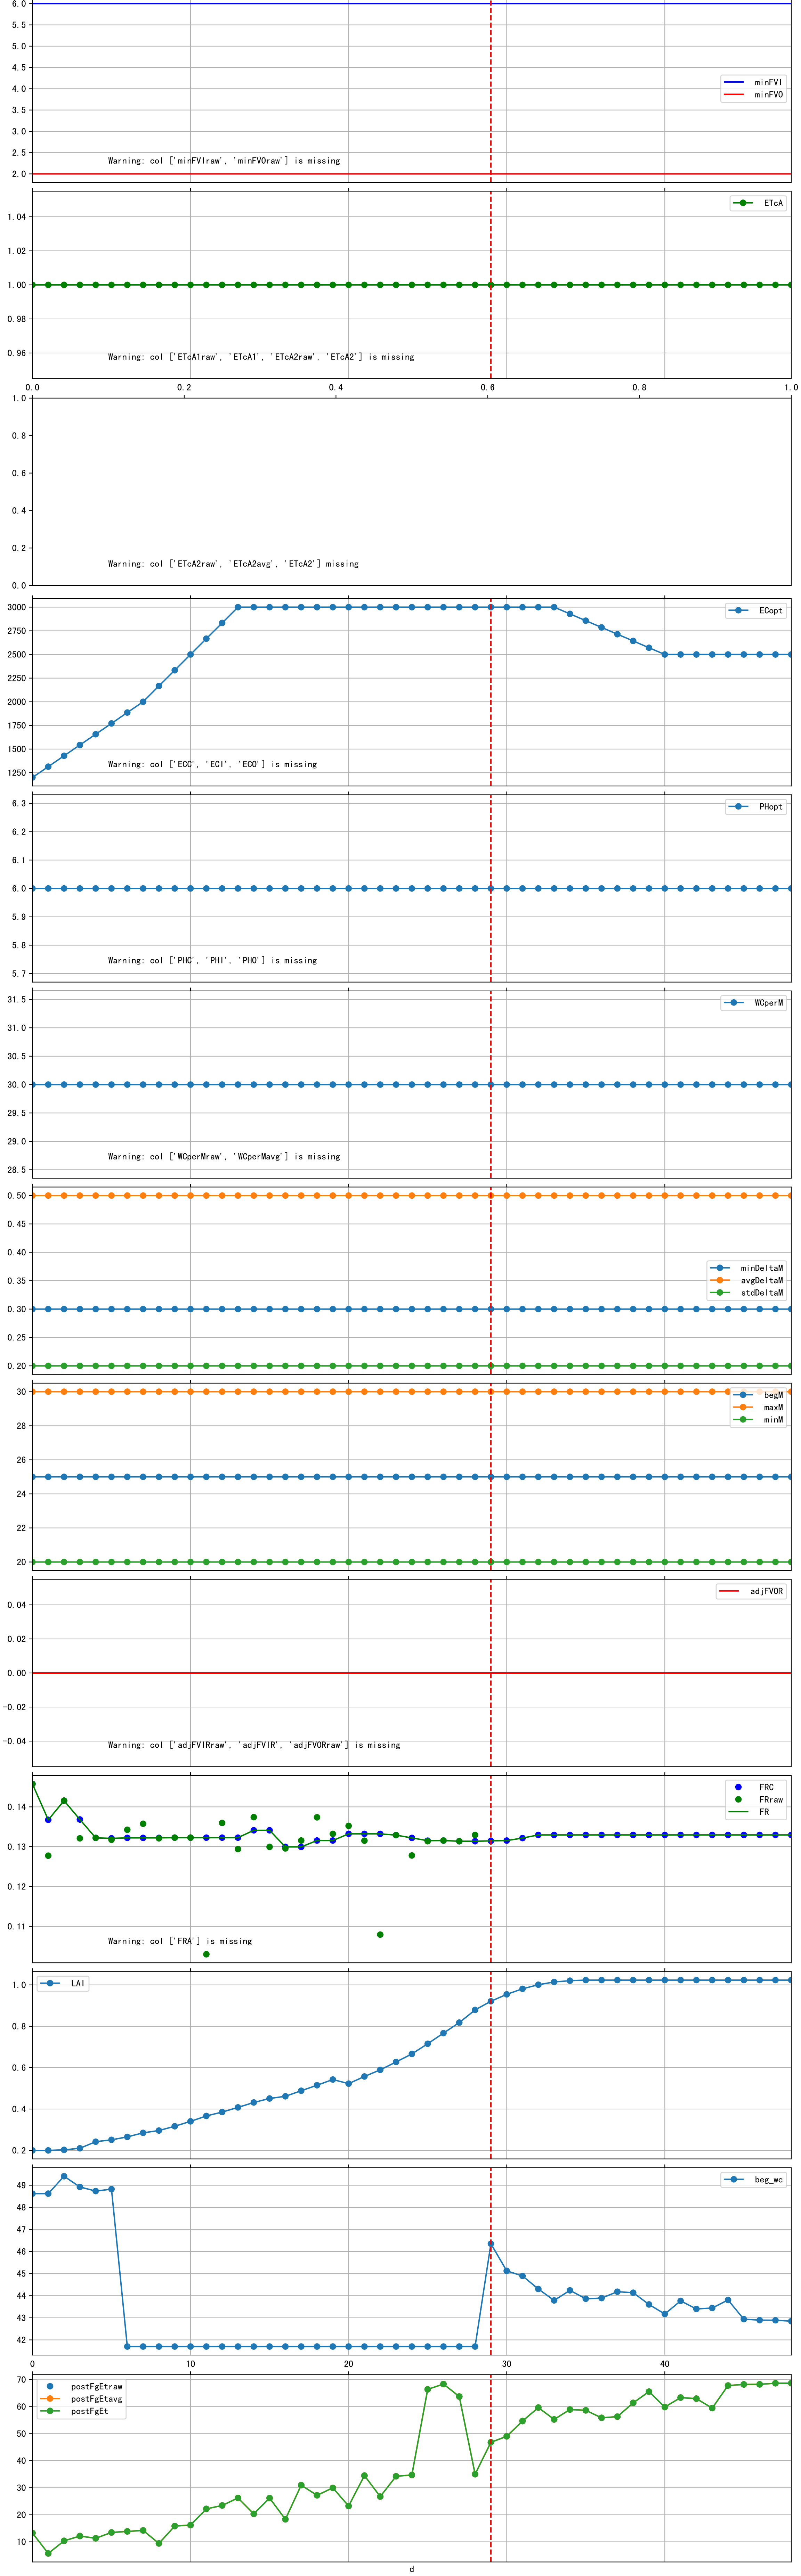 6.0
5.5
5.0
4.5
4.0
3.5
3.0
2.5
2.0
minFVI
minFVO
Warning: col ['minFVIraw', 'minFVOraw'] is missing
1.04
1.02
1.00
0.98
0.96
ETcA
Warning: col ['ETcA1raw', 'ETcA1', 'ETcA2raw', 'ETcA2'] is missing
0.0 0.2 0.4 0.6 0.8 1.0
1.0
0.8
0.6
0.4
0.2
0.0
Warning: col ['ETcA2raw', 'ETcA2avg', 'ETcA2'] missing
3000
2750
2500
2250
2000
1750
1500
1250
ECopt
Warning: col ['ECC', 'ECI', 'ECO'] is missing
6.3
6.2
6.1
6.0
5.9
5.8
5.7
PHopt
Warning: col ['PHC', 'PHI', 'PHO'] is missing
31.5
31.0
30.5
30.0
29.5
29.0
28.5
WCperM
Warning: col ['WCperMraw', 'WCperMavg'] is missing
0.50
0.45
0.40
0.35
0.30
0.25
0.20
minDeltaM
avgDeltaM
stdDeltaM
30
28
26
24
22
20
begM
maxM
minM
0.04
0.02
0.00
-0.02
-0.04
adjFVOR
Warning: col ['adjFVIRraw', 'adjFVIR', 'adjFVORraw'] is missing
0.14
0.13
0.12
0.11
FRC
FRraw
FR
Warning: col ['FRA'] is missing
1.0
0.8
0.6
0.4
0.2
LAI
49
48
47
46
45
44
43
42
beg_wc
0 10 20 30 40
70
60
50
40
30
20
10
postFgEtraw
postFgEtavg
postFgEt
d